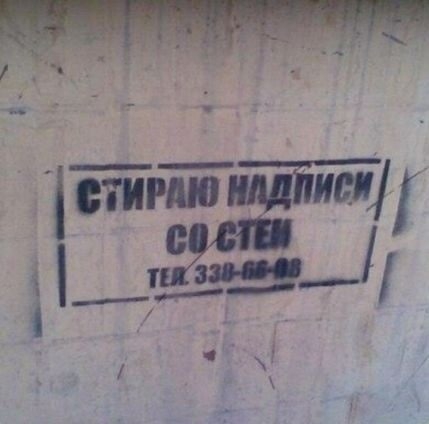 СТИРАЮ НАДПИСИ
СО СТЕН
ТЕЛ. 338-66-08